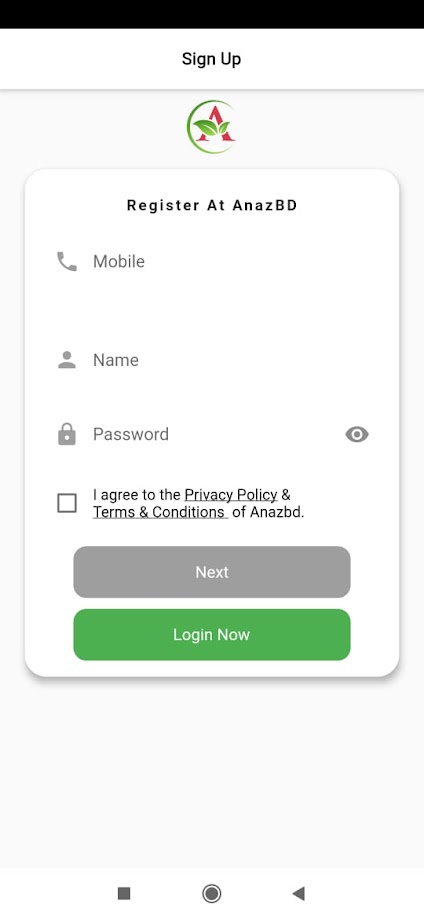 Sign Up
Register At AnazBD
Mobile
Name
Password
I agree to the Privacy Policy &
Terms & Conditions  of Anazbd.
Next
Login Now